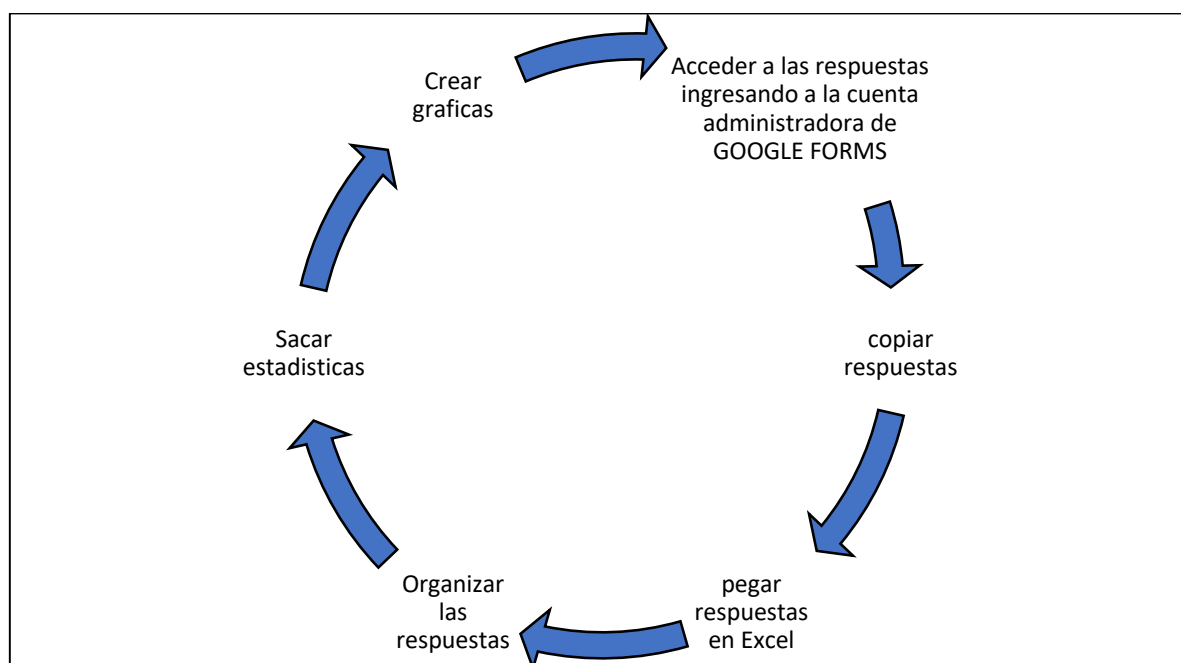 Crear
graficas
Acceder a las respuestas
ingresando a la cuenta
administradora de
GOOGLE FORMS
copiar
respuestas
pegar
respuestas
en Excel
Organizar
las
respuestas
Sacar
estadisticas